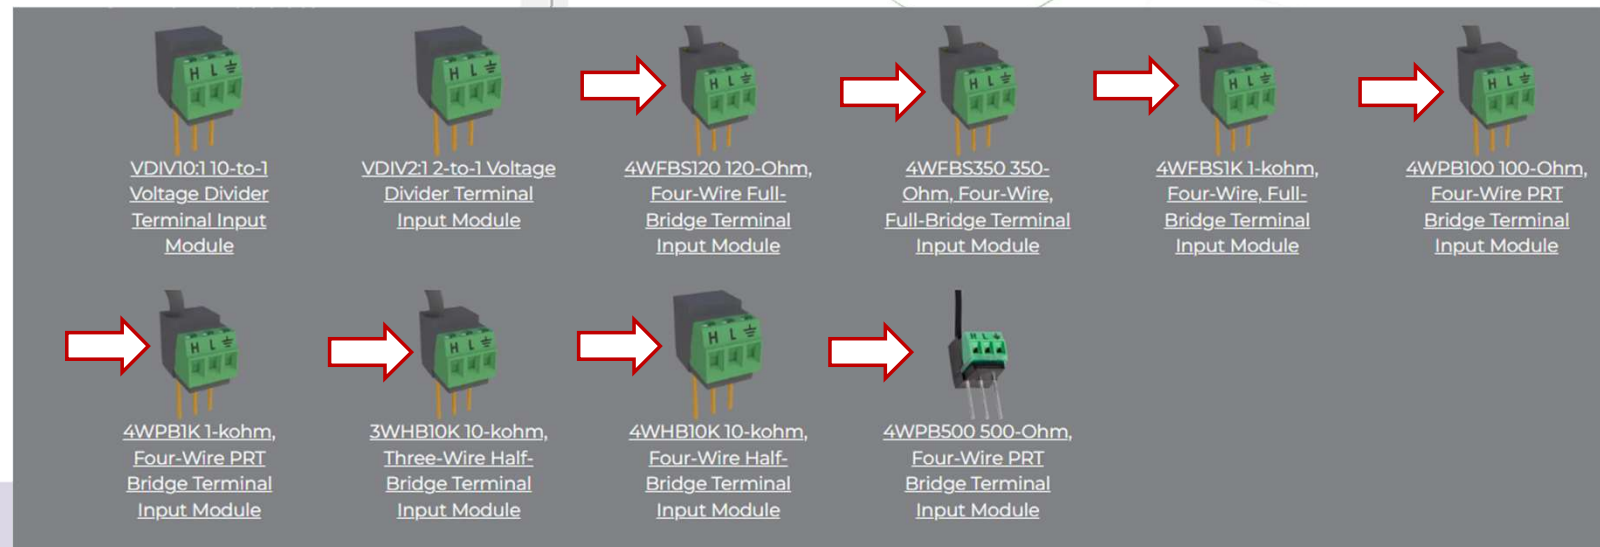 H L
H L
H L
H L
H L
H L
VDIV10:1 10-to-1
Voltage Divider
Terminal Input
Module
VDIV2:1 2-to-1 Voltage
Divider Terminal
Input Module
4WFBS120 120-Ohm,
Four-Wire Full-
Bridge Terminal
Input Module
4WFBS350 350-
Ohm, Four-Wire,
Full-Bridge Terminal
Input Module
4WFBS1K 1-kohm,
Four-Wire, Full-
Bridge Terminal
Input Module
4WPB100 100-Ohm,
Four-Wire PRT
Bridge Terminal
Input Module
H L
H L
H L
H L
4WPB1K 1-kohm,
Four-Wire PRT
Bridge Terminal
Input Module
3WHB10K 10-kohm,
Three-Wire Half-
Bridge Terminal
Input Module
4WHB10K 10-kohm,
Four-Wire Half-
Bridge Terminal
Input Module
4WPB500 500-Ohm,
Four-Wire PRT
Bridge Terminal
Input Module